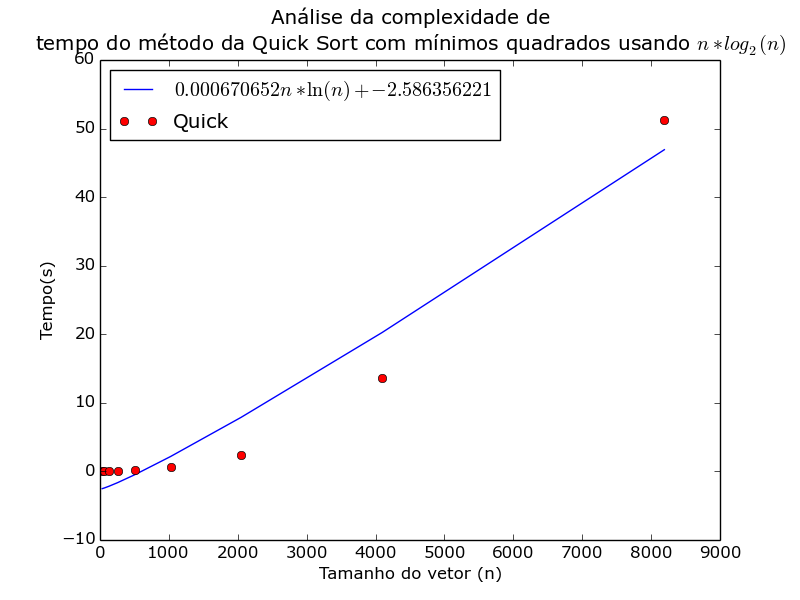 Análise da complexidade de
tempo do método da Quick Sort com mínimos quadrados usando n∗log₂(n)
60
50
40
30
20
10
0
−10
0.000670652n∗ln(n)+−2.586356221
Quick
Tempo(s)
0 1000 2000 3000 4000 5000 6000 7000 8000 9000
Tamanho do vetor (n)